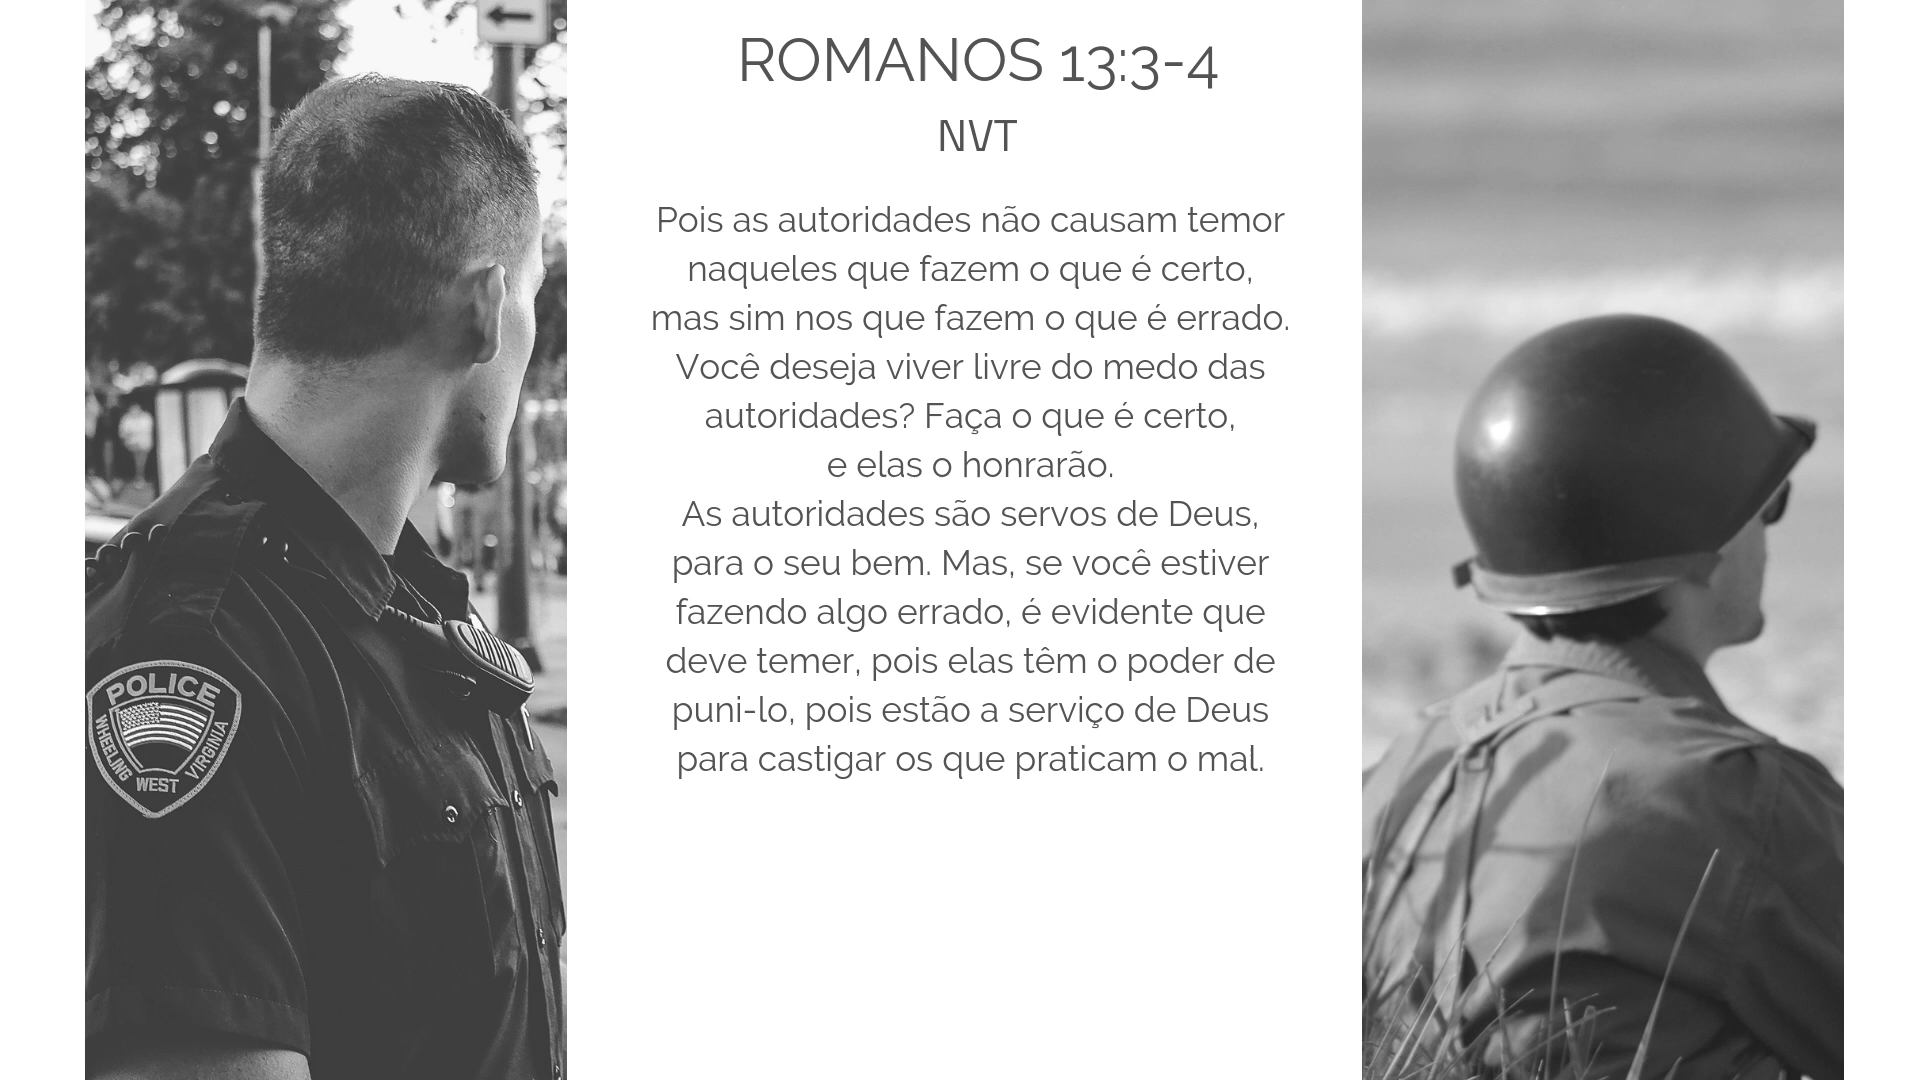 ROMANOS 13:3-4
NVT
Pois as autoridades não causam temor
naqueles que fazem o que é certo,
mas sim nos que fazem o que é errado.
Você deseja viver livre do medo das
autoridades? Faça o que é certo,
e elas o honrarão.
As autoridades são servos de Deus,
para o seu bem. Mas, se você estiver
fazendo algo errado, é evidente que
deve temer, pois elas têm o poder de
puni-lo, pois estão a serviço de Deus
para castigar os que praticam o mal.
POLICE
WHEELING
WEST
VIRGINIA